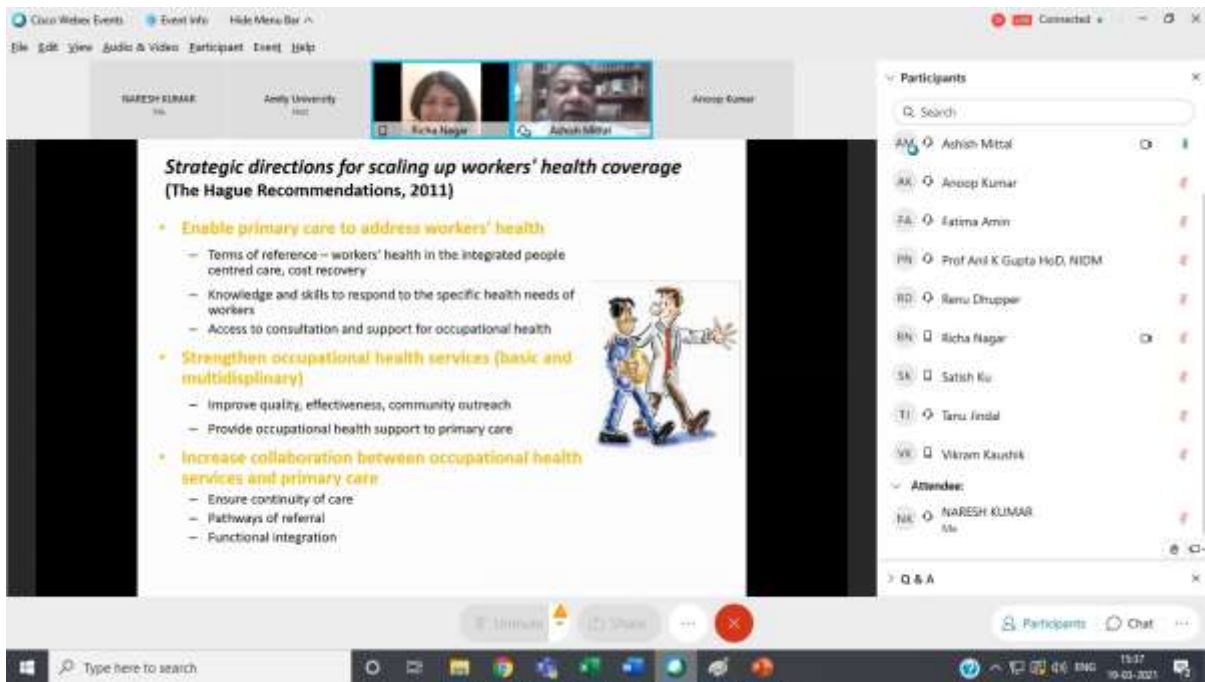 Cisco Webex Events
Event Info
Hide Menu Bar
Connected
File Edit View Audio & Video Participant Event Help
NARESH KUMAR
Me
Amity University
Host
Richa Nagar
Ashish Mittal
Anoop Kumar
Strategic directions for scaling up workers' health coverage
(The Hague Recommendations, 2011)
• Enable primary care to address workers' health
– Terms of reference – workers' health in the integrated people
centred care, cost recovery
– Knowledge and skills to respond to the specific health needs of
workers
– Access to consultation and support for occupational health
• Strengthen occupational health services (basic and
multidisplinary)
– Improve quality, effectiveness, community outreach
– Provide occupational health support to primary care
• Increase collaboration between occupational health
services and primary care
– Ensure continuity of care
– Pathways of referral
– Functional integration
Participants
Search
AM Ashish Mittal
AK Anoop Kumar
FA Fatima Amin
Prof Anil K Gupta HoD, NIDM
RD Renu Dhupper
RN Richa Nagar
SK Satish Ku
TJ Tanu Jindal
VK Vikram Kaushik
Attendee:
NK NARESH KUMAR
Me
Q & A
Unmute
Share
Participants
Chat
Type here to search
ENG
15:37
19-03-2021